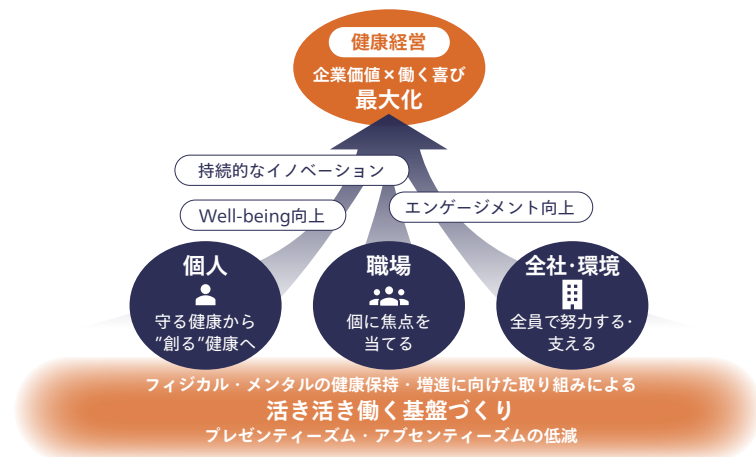 健康経営
企業価値×働く喜び
最大化
持続的なイノベーション
Well-being向上
エンゲージメント向上
個人
守る健康から
“創る”健康へ
職場
個に焦点を
当てる
全社・環境
全員で努力する・
支える
フィジカル・メンタルの健康保持・増進に向けた取り組みによる
活き活き働く基盤づくり
プレゼンティーズム・アブセンティーズムの低減